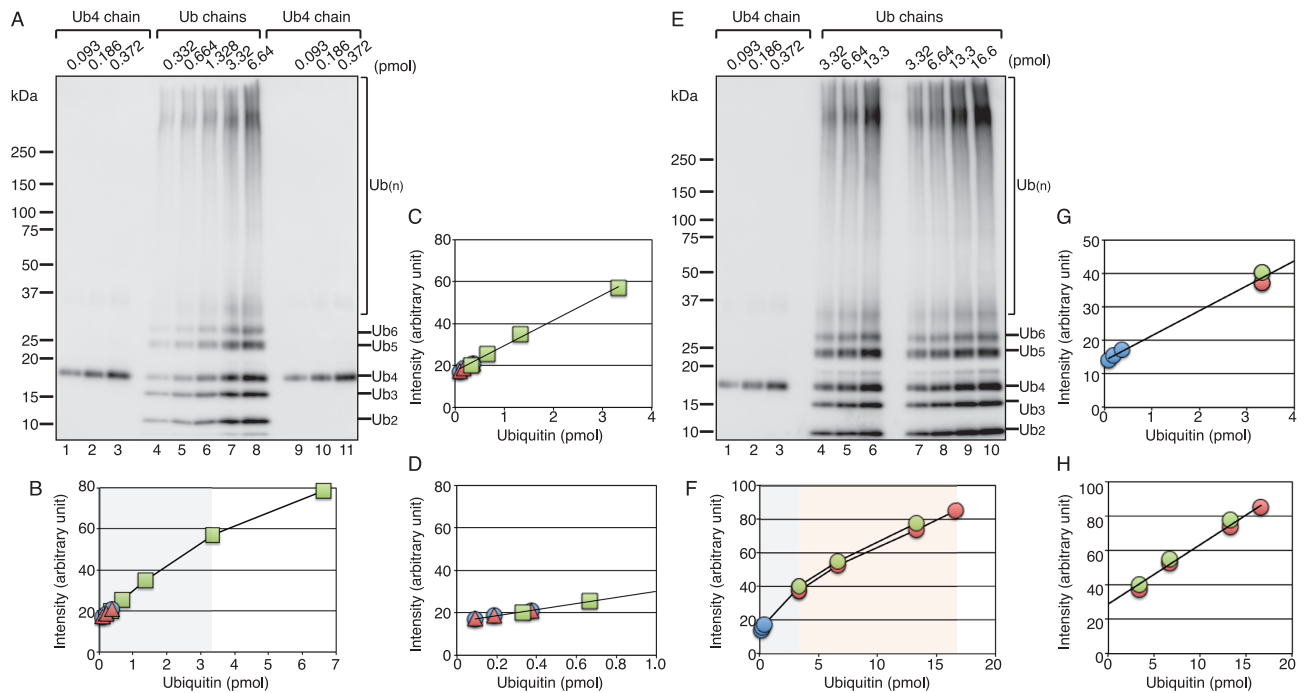 A
Ub4 chain
Ub chains
Ub4 chain
0.093
0.186
0.372
0.332
0.664
1.328
3.32
6.64
0.093
0.186
0.372
(pmol)
kDa
250
150
100
75
50
37
25
20
15
10
Ub(n)
Ub6
Ub5
Ub4
Ub3
Ub2
1 2 3 4 5 6 7 8 9 10 11
B
Intensity (arbitrary unit)
80
60
40
20
0
0 1 2 3 4 5 6 7
Ubiquitin (pmol)
C
Intensity (arbitrary unit)
80
60
40
20
0
0 1 2 3 4
Ubiquitin (pmol)
D
Intensity (arbitrary unit)
80
60
40
20
0
0 0.2 0.4 0.6 0.8 1.0
Ubiquitin (pmol)
E
Ub4 chain
Ub chains
0.093
0.186
0.372
3.32
6.64
13.3
3.32
6.64
13.3
16.6
(pmol)
kDa
250
150
100
75
50
37
25
20
15
10
Ub(n)
Ub6
Ub5
Ub4
Ub3
Ub2
1 2 3 4 5 6 7 8 9 10
F
Intensity (arbitrary unit)
100
80
60
40
20
0
0 5 10 15 20
Ubiquitin (pmol)
G
Intensity (arbitrary unit)
50
40
30
20
10
0
0 1 2 3 4
Ubiquitin (pmol)
H
Intensity (arbitrary unit)
100
80
60
40
20
0
0 5 10 15 20
Ubiquitin (pmol)